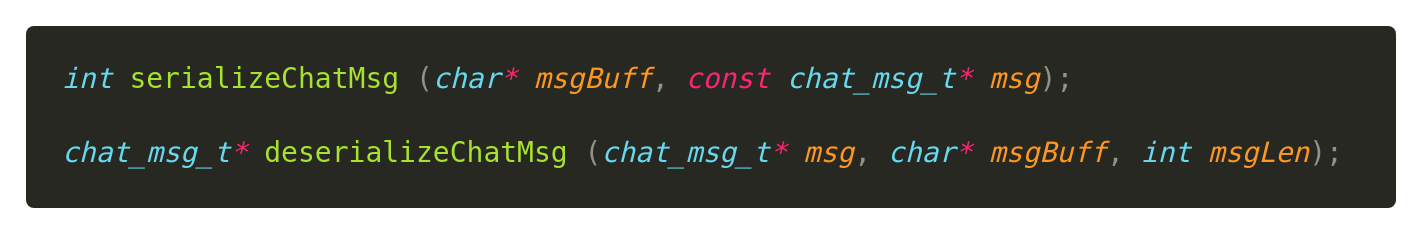 int serializeChatMsg (char* msgBuff, const chat_msg_t* msg);
chat_msg_t* deserializeChatMsg (chat_msg_t* msg, char* msgBuff, int msgLen);